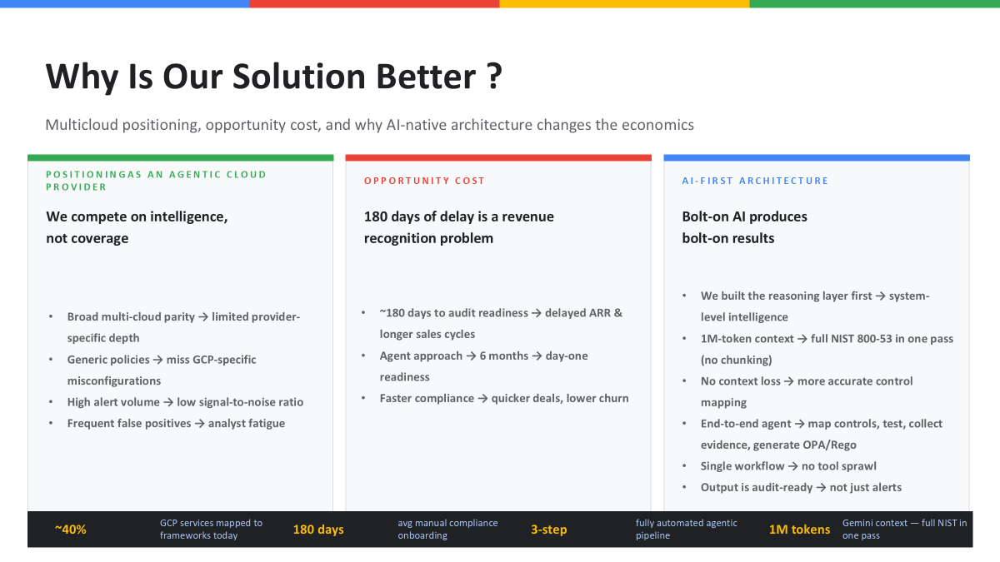 Why Is Our Solution Better ?
Multicloud positioning, opportunity cost, and why AI-native architecture changes the economics
POSITIONINGAS AN AGENTIC CLOUD
PROVIDER
We compete on intelligence,
not coverage
• Broad multi-cloud parity → limited provider-
specific depth
• Generic policies → miss GCP-specific
misconfigurations
• High alert volume → low signal-to-noise ratio
• Frequent false positives → analyst fatigue
OPPORTUNITY COST
180 days of delay is a revenue
recognition problem
• ~180 days to audit readiness → delayed ARR &
longer sales cycles
• Agent approach → 6 months → day-one
readiness
• Faster compliance → quicker deals, lower churn
AI-FIRST ARCHITECTURE
Bolt-on AI produces
bolt-on results
• We built the reasoning layer first → system-
level intelligence
• 1M-token context → full NIST 800-53 in one pass
(no chunking)
• No context loss → more accurate control
mapping
• End-to-end agent → map controls, test, collect
evidence, generate OPA/Rego
• Single workflow → no tool sprawl
• Output is audit-ready → not just alerts
~40%
GCP services mapped to
frameworks today
180 days
avg manual compliance
onboarding
3-step
fully automated agentic
pipeline
1M tokens
Gemini context — full NIST in
one pass